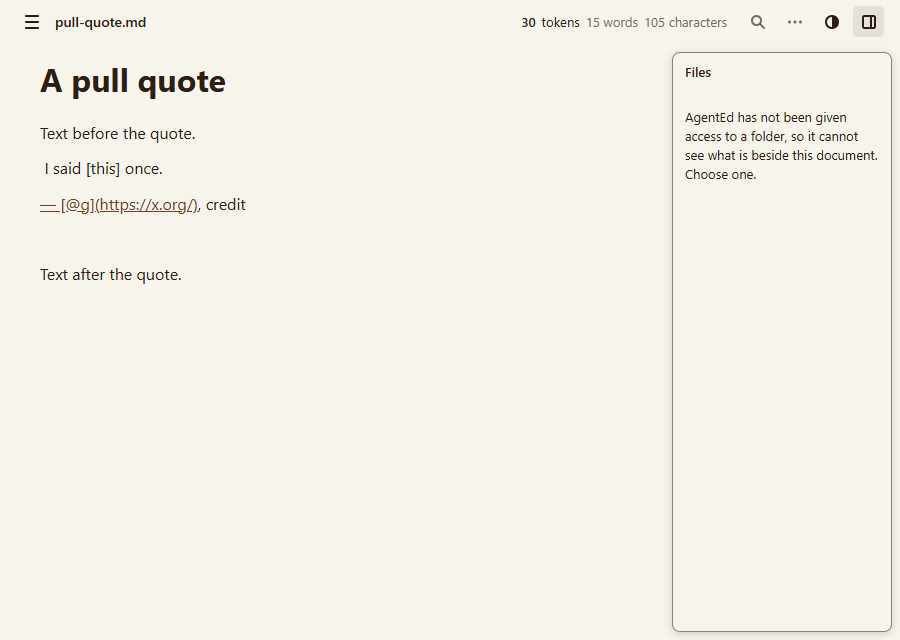 pull-quote.md
30 tokens 15 words 105 characters
A pull quote
Text before the quote.
I said [this] once.
— [@g](https://x.org/), credit
Text after the quote.
Files
AgentEd has not been given
access to a folder, so it cannot
see what is beside this document.
Choose one.